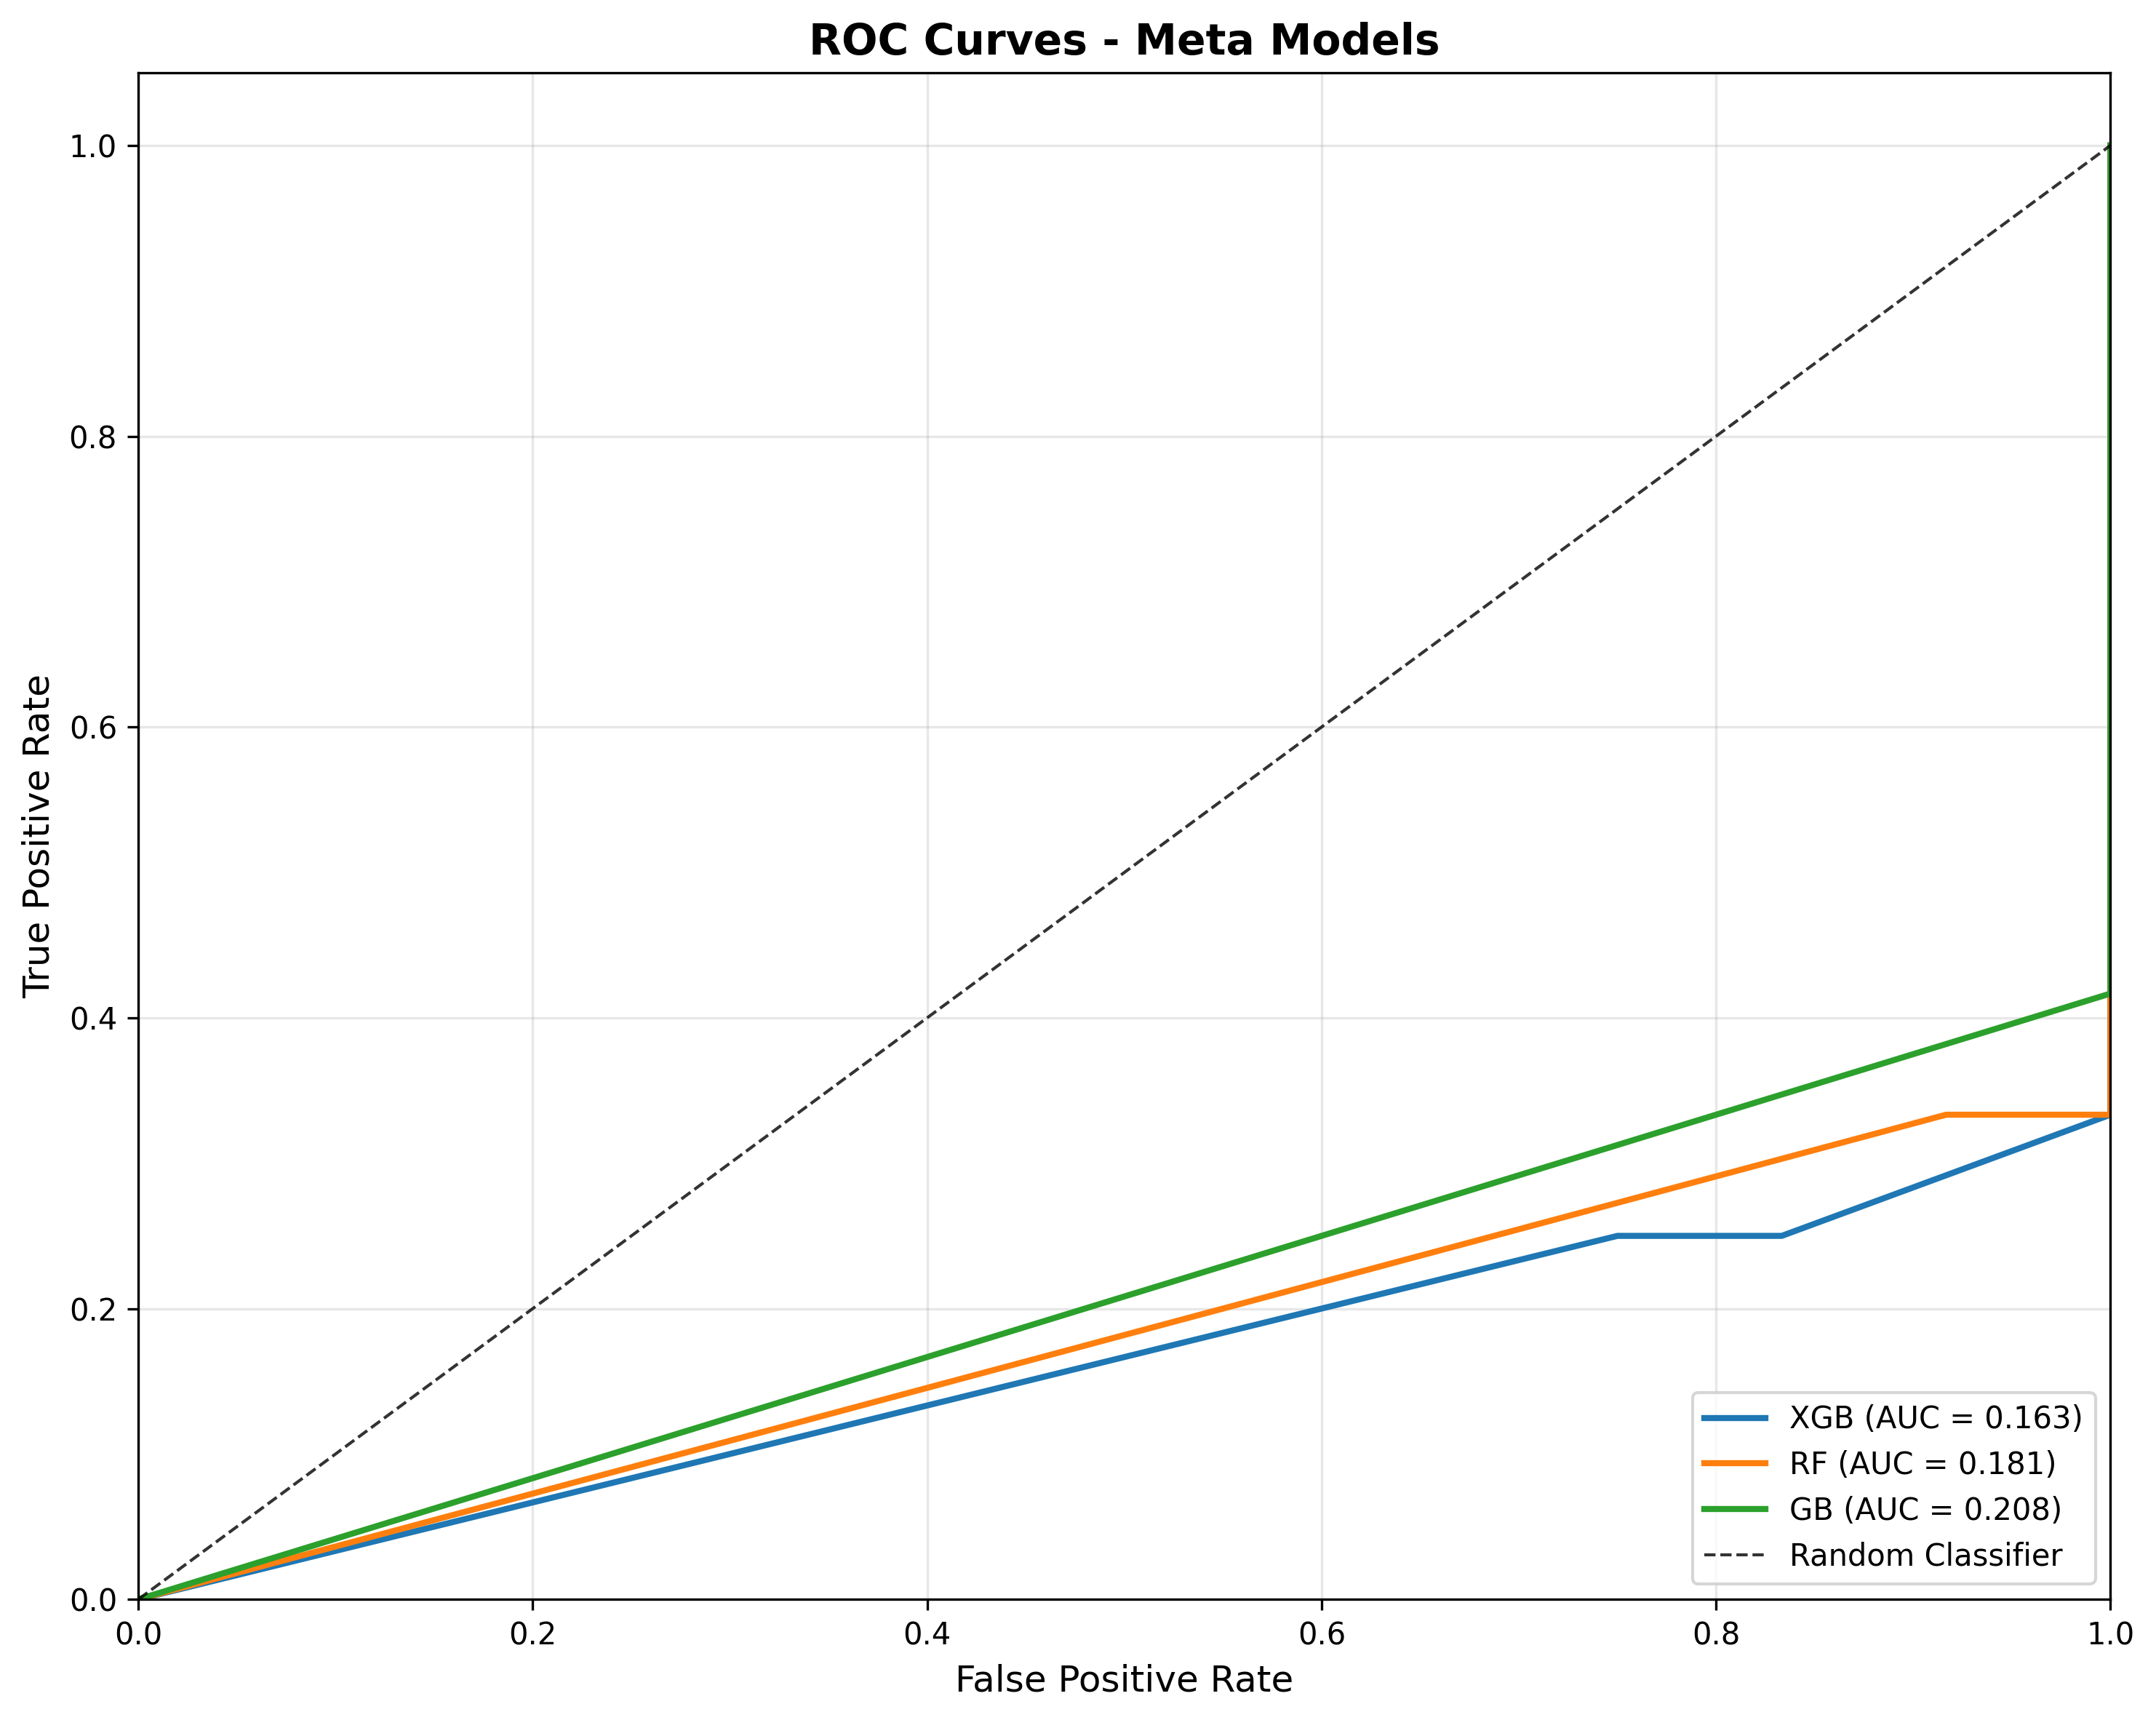 ROC Curves - Meta Models
True Positive Rate
1.0
0.8
0.6
0.4
0.2
0.0
0.0 0.2 0.4 0.6 0.8 1.0
False Positive Rate
XGB (AUC = 0.163)
RF (AUC = 0.181)
GB (AUC = 0.208)
Random Classifier